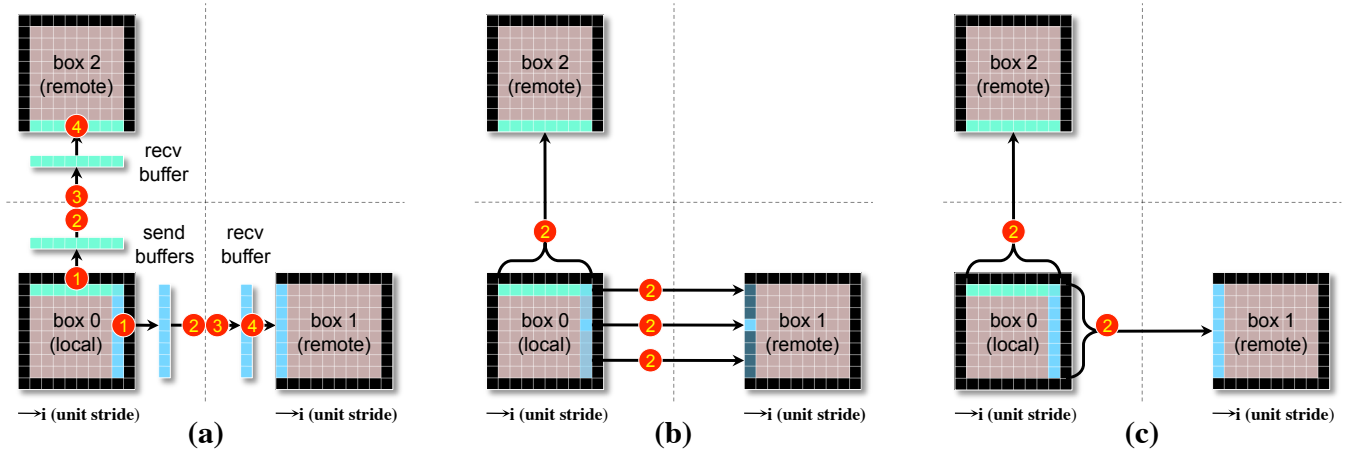 box 2
(remote)
4
recv
buffer
3
2
send
buffers
recv
buffer
1
box 0
(local)
1
2
3
4
box 1
(remote)
→i (unit stride)
→i (unit stride)
(a)
box 2
(remote)
2
box 0
(local)
2
2
2
box 1
(remote)
→i (unit stride)
→i (unit stride)
(b)
box 2
(remote)
2
box 0
(local)
2
box 1
(remote)
→i (unit stride)
→i (unit stride)
(c)